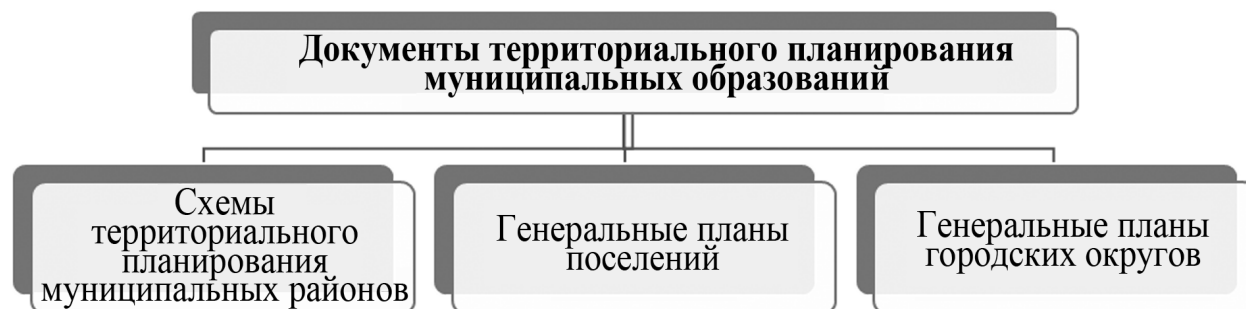 Документы территориального планирования
муниципальных образований
Схемы
территориального
планирования
муниципальных районов
Генеральные планы
поселений
Генеральные планы
городских округов